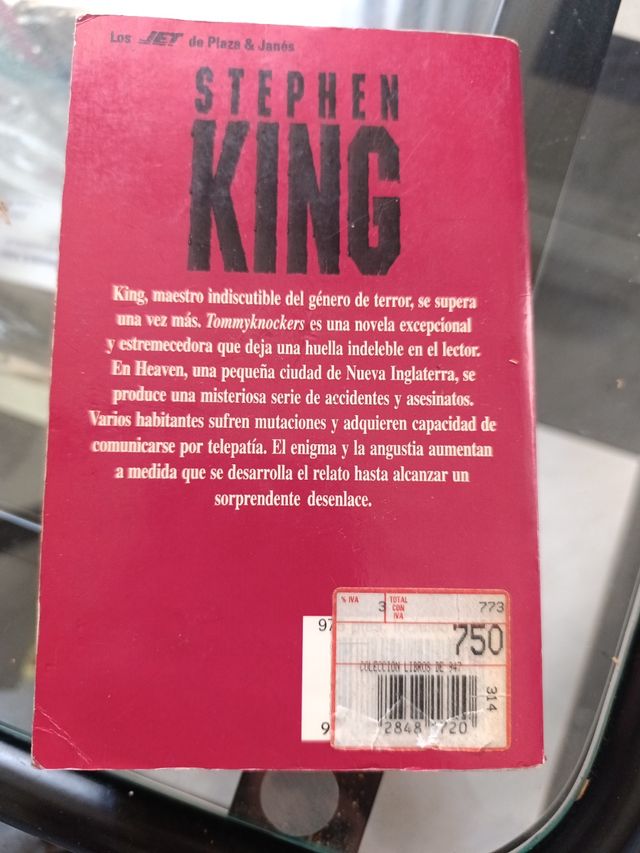 Los JET de Plaza & Janés
STEPHEN
KING
King, maestro indiscutible del género de terror, se supera
una vez más. Tommyknockers es una novela excepcional
y estremecedora que deja una huella indeleble en el lector.
En Heaven, una pequeña ciudad de Nueva Inglaterra, se
produce una misteriosa serie de accidentes y asesinatos.
Varios habitantes sufren mutaciones y adquieren capacidad de
comunicarse por telepatía. El enigma y la angustia aumentan
a medida que se desarrolla el relato hasta alcanzar un
sorprendente desenlace.
% IVA 3 TOTAL CON IVA 773
97
750
COLECCION LIBROS DE
314
9
2848 720